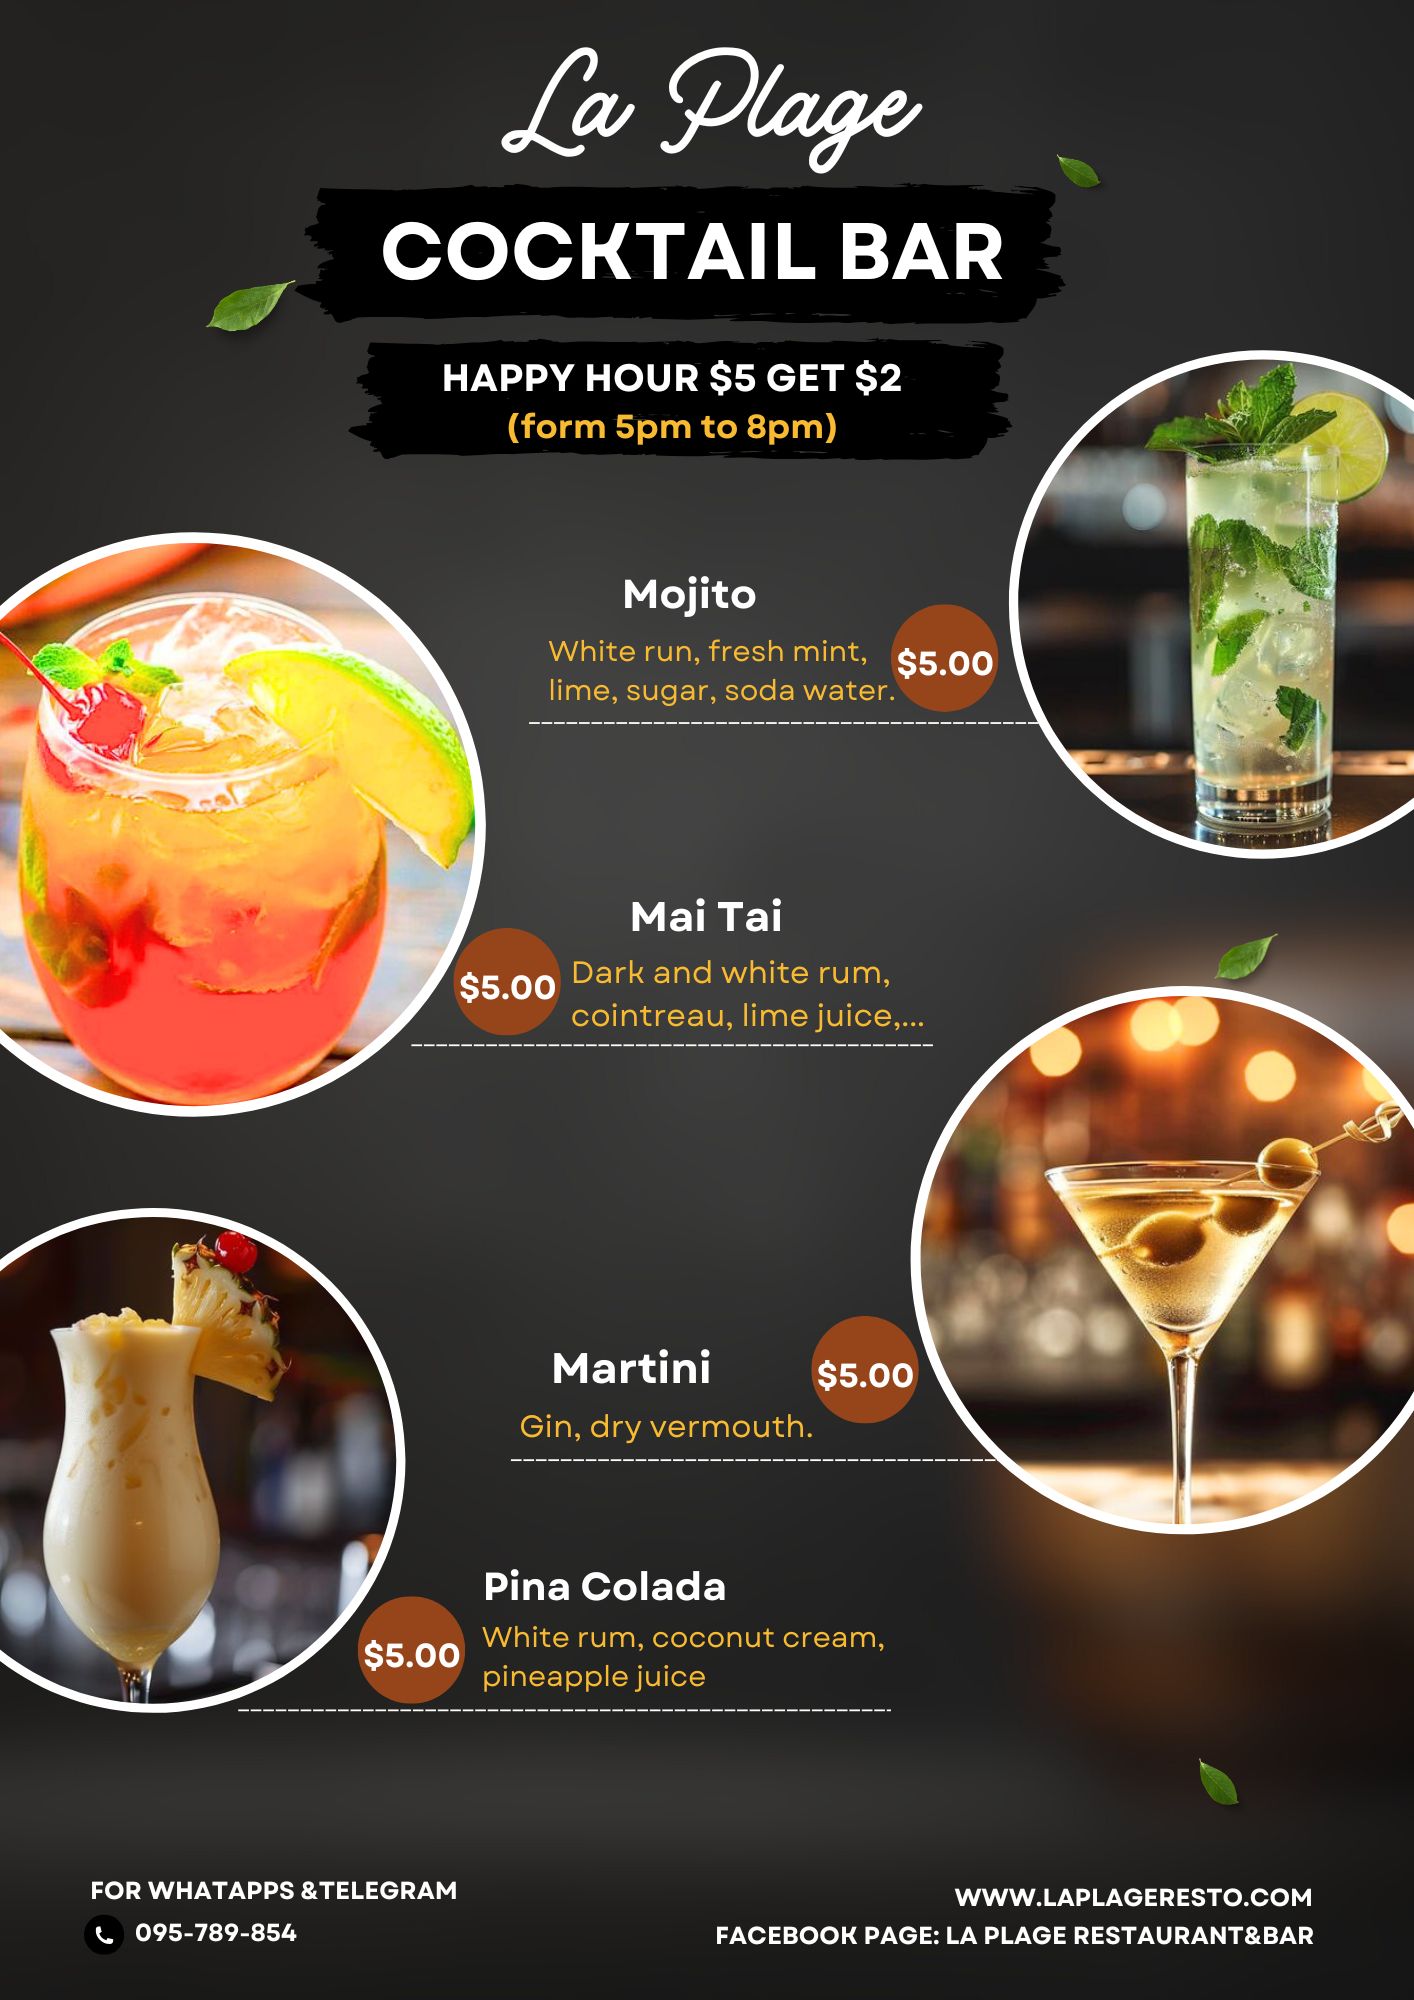 La Plage
COCKTAIL BAR
HAPPY HOUR $5 GET $2
(form 5pm to 8pm)
Mojito
White run, fresh mint,
lime, sugar, soda water.
$5.00
Mai Tai
$5.00
Dark and white rum,
cointreau, lime juice,...
Martini
$5.00
Gin, dry vermouth.
Pina Colada
$5.00
White rum, coconut cream,
pineapple juice
FOR WHATAPPS &TELEGRAM
095-789-854
WWW.LAPLAGERESTO.COM
FACEBOOK PAGE: LA PLAGE RESTAURANT&BAR